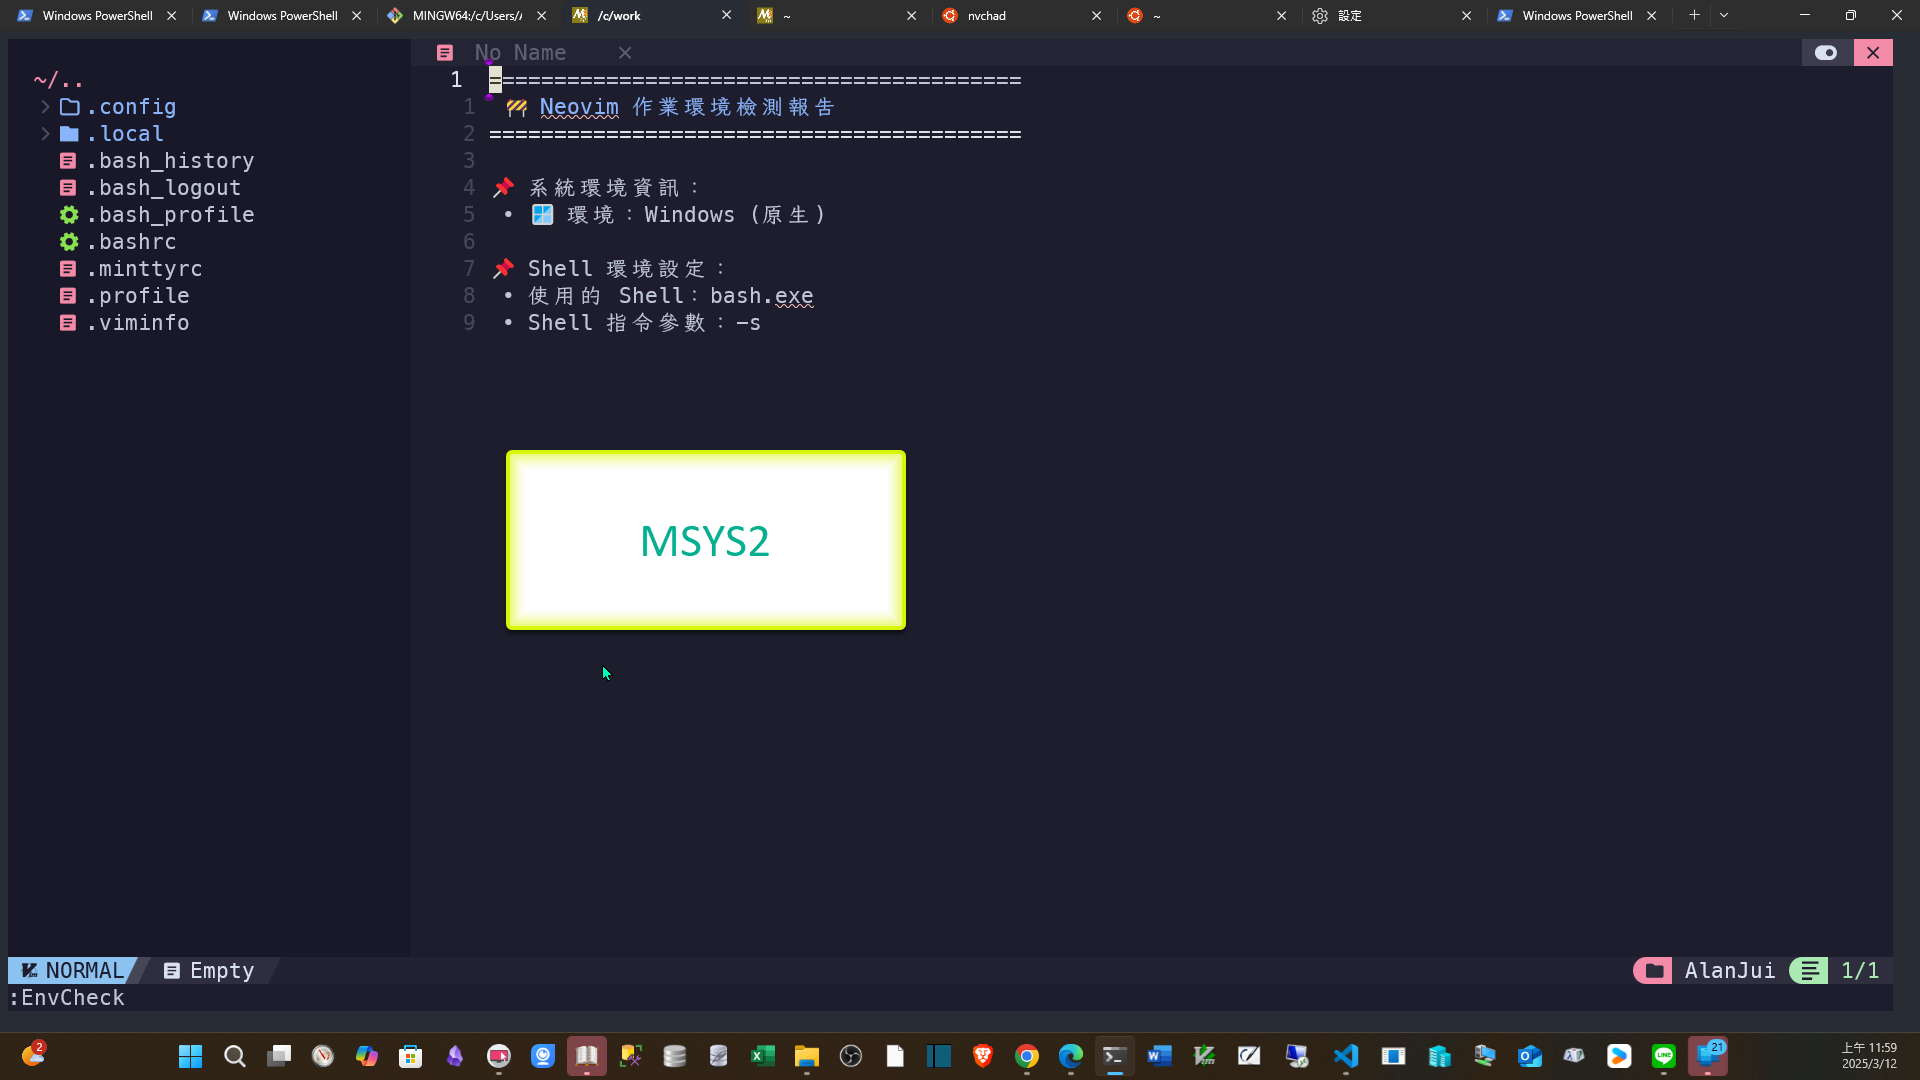 Windows PowerShell
Windows PowerShell
MINGW64:/c/Users/
/c/work
~
nvchad
~
設定
Windows PowerShell
No Name
~/..
.config
.local
.bash_history
.bash_logout
.bash_profile
.bashrc
.minttyrc
.profile
.viminfo
1 =========================================
1 🚧 Neovim 作業環境檢測報告
2 =========================================
3
4 📌 系統環境資訊：
5 • 🪟 環境：Windows (原生)
6
7 📌 Shell 環境設定：
8 • 使用的 Shell：bash.exe
9 • Shell 指令參數：-s
MSYS2
NORMAL Empty
AlanJui 1/1
:EnvCheck
2
21
上午 11:59
2025/3/12